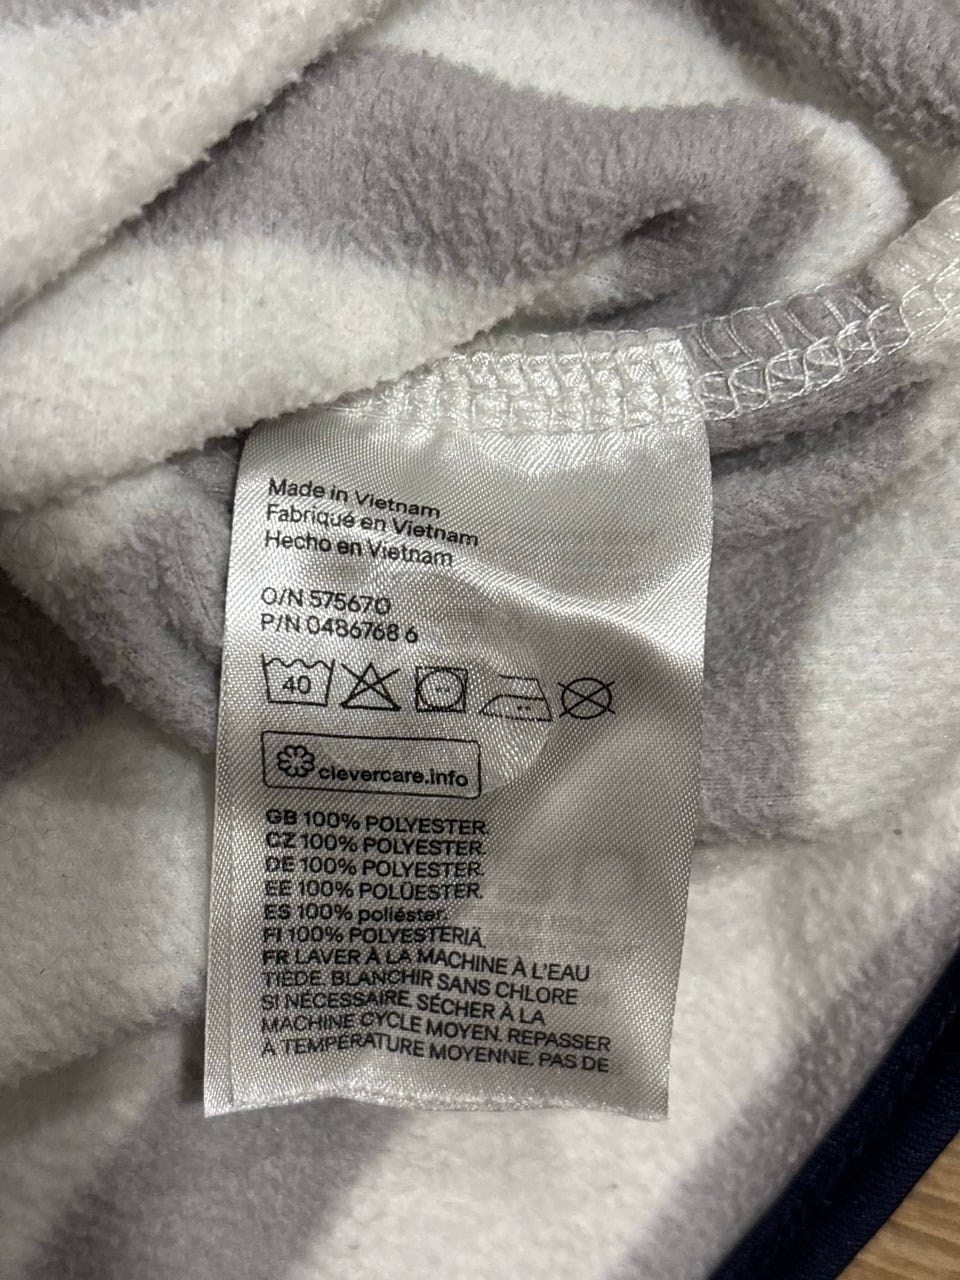 Made in Vietnam
Fabriqué en Vietnam
Hecho en Vietnam
O/N 575670
P/N 0486768 6
40
clevercare.info
GB 100% POLYESTER.
CZ 100% POLYESTER.
DE 100% POLYESTER.
EE 100% POLÜESTER.
ES 100% poliéster.
FI 100% POLYESTERIÄ.
FR LAVER À LA MACHINE À L'EAU
TIÈDE. BLANCHIR SANS CHLORE
SI NÉCESSAIRE. SÉCHER À LA
MACHINE CYCLE MOYEN. REPASSER
À TEMPÉRATURE MOYENNE. PAS DE